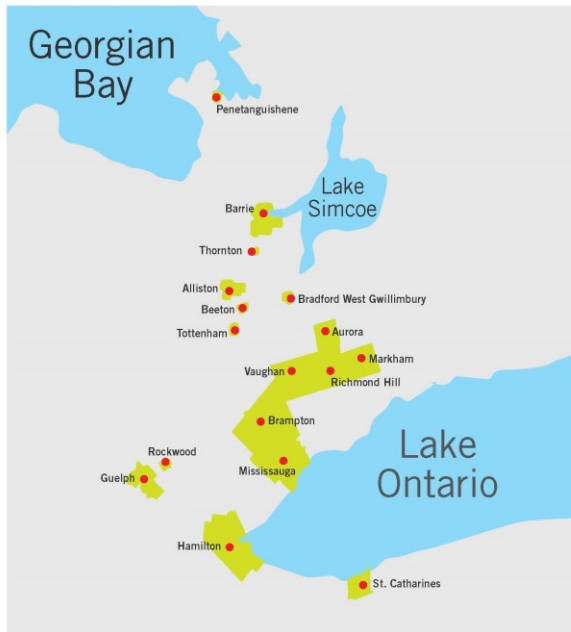 Georgian
Bay
Penetanguishene
Lake
Simcoe
Barrie
Thornton
Alliston
Bradford West Gwillimbury
Beeton
Tottenham
Aurora
Markham
Vaughan
Richmond Hill
Brampton
Lake
Ontario
Rockwood
Mississauga
Guelph
Hamilton
St. Catharines